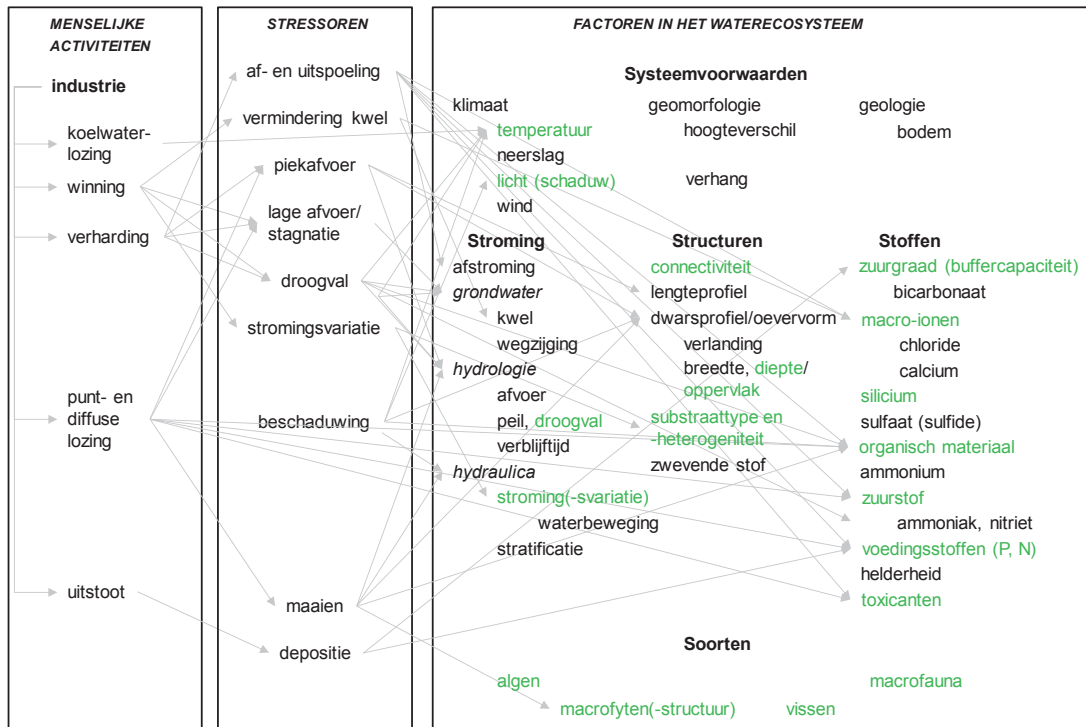 MENSELIJKE
ACTIVITEITEN
industrie
koelwater-
lozing
winning
verharding
punt- en
diffuse
lozing
uitstoot
STRESSOREN
af- en uitspoeling
vermindering kwel
piekafvoer
lage afvoer/
stagnatie
droogval
stromingsvariatie
beschaduwing
maaien
depositie
FACTOREN IN HET WATERECOSYSTEEM
Systeemvoorwaarden
klimaat
temperatuur
neerslag
licht (schaduw)
wind
geomorfologie
hoogteverschil
verhang
geologie
bodem
Stroming
afstroming
grondwater
kwel
wegzijging
hydrologie
afvoer
peil, droogval
verblijftijd
hydraulica
stroming(-svariatie)
waterbeweging
stratificatie
Structuren
connectiviteit
lengteprofiel
dwarsprofiel/oevervorm
verlanding
breedte, diepte/
oppervlak
substraattype en
-heterogeniteit
zwevende stof
Stoffen
zuurgraad (buffercapaciteit)
bicarbonaat
macro-ionen
chloride
calcium
silicium
sulfaat (sulfide)
organisch materiaal
ammonium
zuurstof
ammoniak, nitriet
voedingsstoffen (P, N)
helderheid
toxicanten
Soorten
algen
macrofauna
macrofyten(-structuur)
vissen